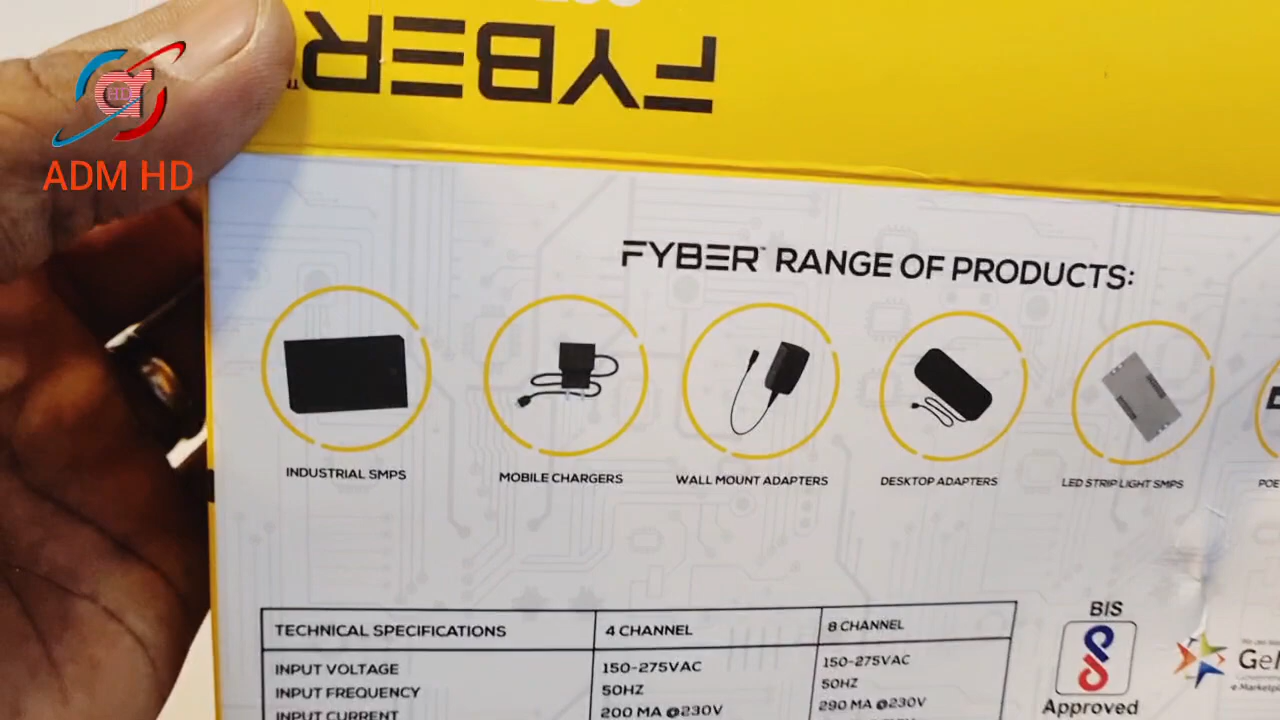 FYBER™
ADM HD
FYBER™ RANGE OF PRODUCTS:
INDUSTRIAL SMPS
MOBILE CHARGERS
WALL MOUNT ADAPTERS
DESKTOP ADAPTERS
LED STRIP LIGHT SMPS
TECHNICAL SPECIFICATIONS 4 CHANNEL 8 CHANNEL
INPUT VOLTAGE 150-275VAC 150-275VAC
INPUT FREQUENCY 50HZ 50HZ
INPUT CURRENT 200 MA @230V 290 MA @230V
BIS
Approved